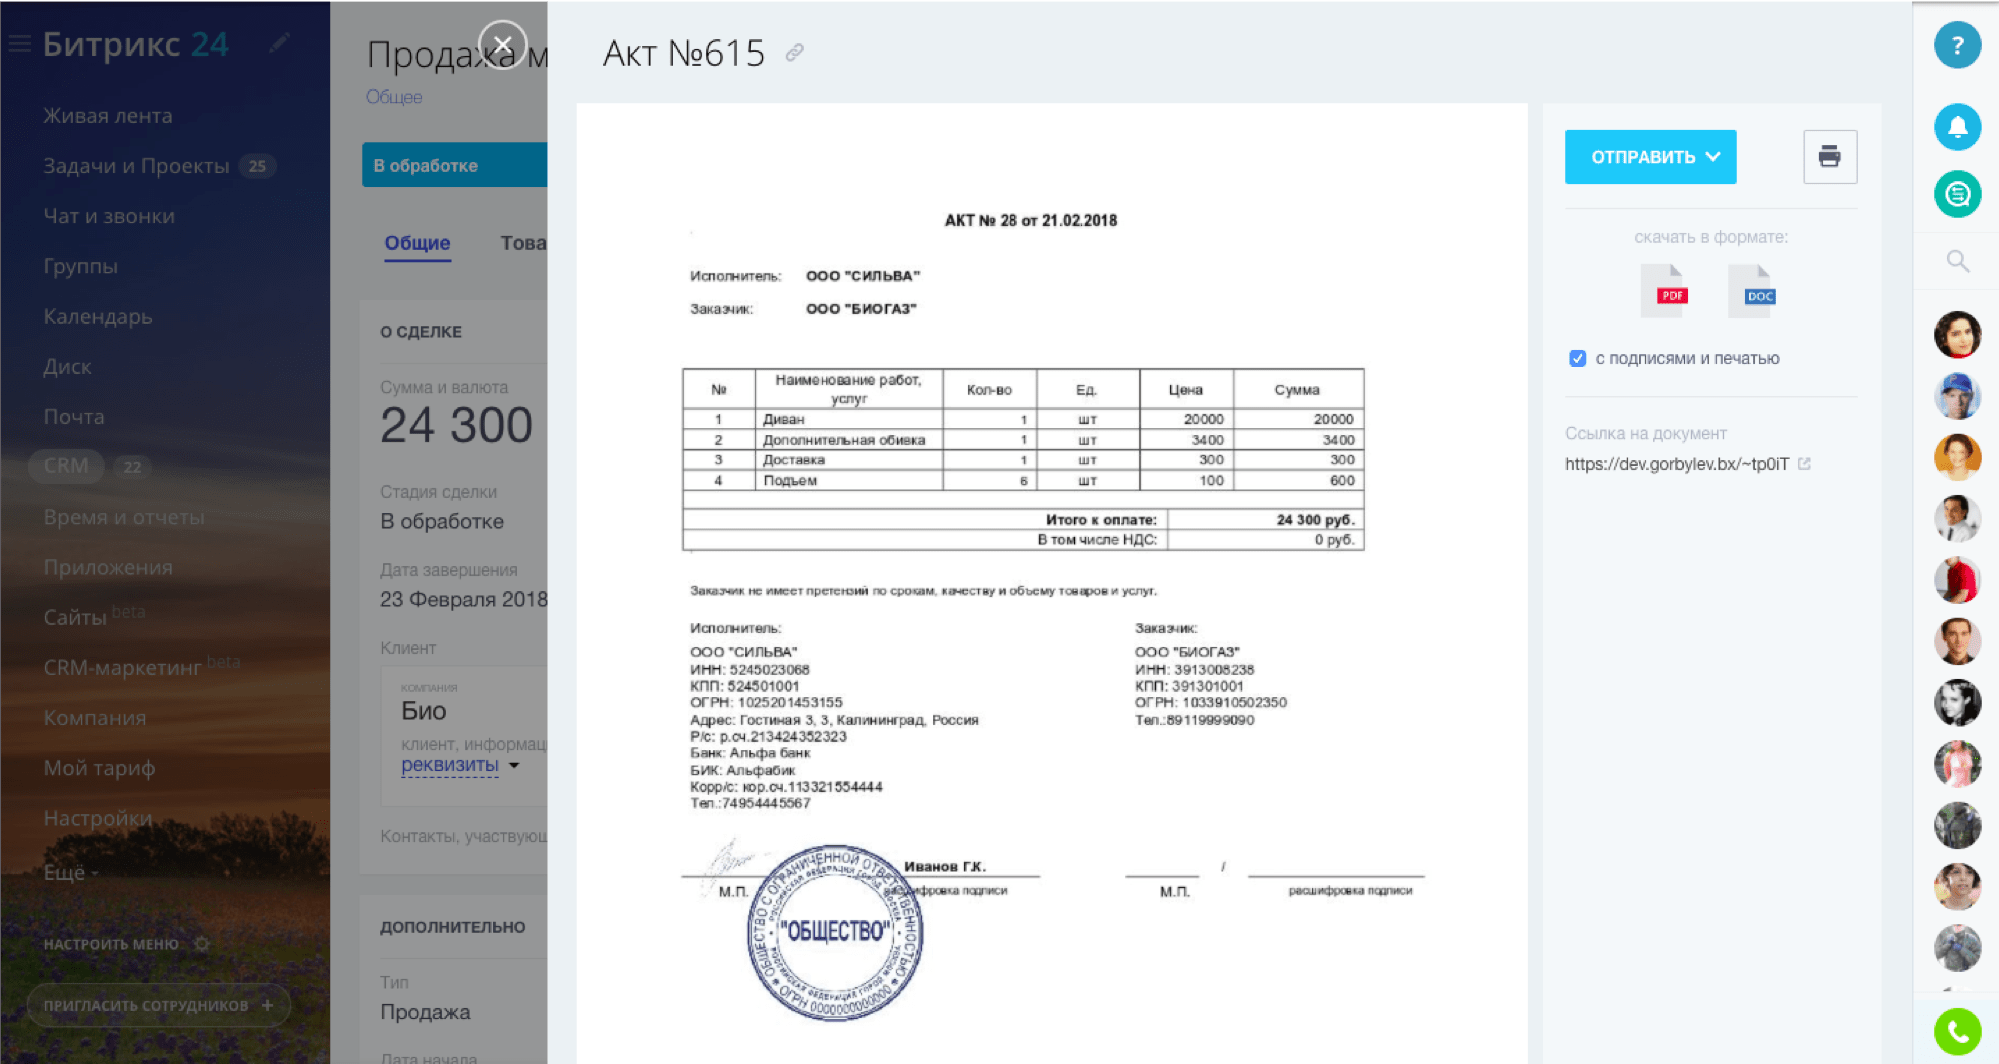 Битрикс 24
Живая лента
Задачи и Проекты 25
Чат и звонки
Группы
Календарь
Диск
Почта
CRM 22
Время и отчеты
Приложения
Сайты beta
CRM-маркетинг beta
Компания
Мой тариф
Настройки
Ещё
НАСТРОИТЬ МЕНЮ
ПРИГЛАСИТЬ СОТРУДНИКОВ +
Продажа м
Общее
В обработке
Общие Това
О СДЕЛКЕ
Сумма и валюта
24 300
Стадия сделки
В обработке
Дата завершения
23 Февраля 2018
Клиент
КОМПАНИЯ
Био
клиент, информац
реквизиты
Контакты, участвующ
ДОПОЛНИТЕЛЬНО
Тип
Продажа
Дата начала
Акт №615
АКТ № 28 от 21.02.2018
Исполнитель: ООО "СИЛЬВА"
Заказчик: ООО "БИОГАЗ"
№ Наименование работ, услуг Кол-во Ед. Цена Сумма
1 Диван 1 шт 20000 20000
2 Дополнительная обивка 1 шт 3400 3400
3 Доставка 1 шт 300 300
4 Подъем 6 шт 100 600
Итого к оплате: 24 300 руб.
В том числе НДС: 0 руб.
Заказчик не имеет претензий по срокам, качеству и объему товаров и услуг.
Исполнитель:
ООО "СИЛЬВА"
ИНН: 5245023068
КПП: 524501001
ОГРН: 1025201453155
Адрес: Гостиная 3, 3, Калининград, Россия
Р/с: р.сч.213424352323
Банк: Альфа банк
БИК: Альфабик
Корр/с: кор.сч.113321554444
Тел.:74954445567
Заказчик:
ООО "БИОГАЗ"
ИНН: 3913008238
КПП: 391301001
ОГРН: 1033910502350
Тел.:89119999090
Иванов Г.К.
М.П. расшифровка подписи
/
М.П. расшифровка подписи
ОБЩЕСТВО С ОГРАНИЧЕННОЙ ОТВЕТСТВЕННОСТЬЮ
РОССИЙСКАЯ ФЕДЕРАЦИЯ ГОРОД МОСКВА
"ОБЩЕСТВО"
ОГРН 0000000000000
ОТПРАВИТЬ
скачать в формате:
PDF DOC
с подписями и печатью
Ссылка на документ
https://dev.gorbylev.bx/~tp0iT
?